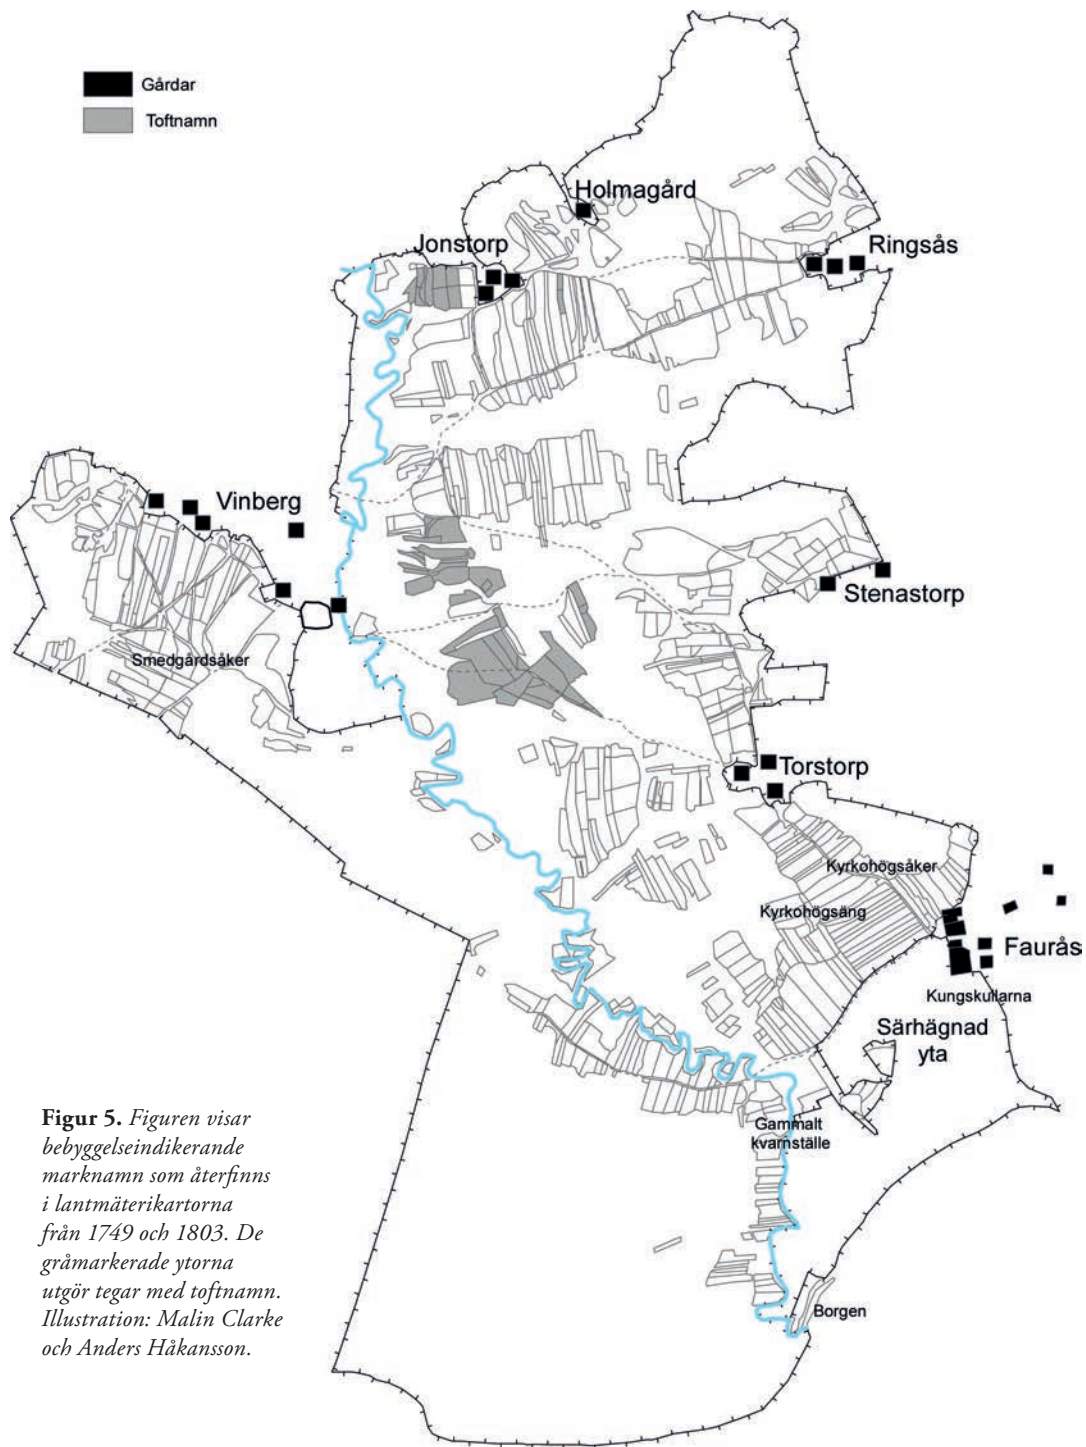 Gårdar
Toftnamn
Holmagård
Jonstorp
Ringsås
Vinberg
Stenastorp
Smedgårdsåker
Torstorp
Kyrkohögsåker
Kyrkohögsäng
Faurås
Kungskullarna
Särhägnad
yta
Gammalt
kvarnställe
Borgen
Figur 5. Figuren visar
bebyggelseindikerande
marknamn som återfinns
i lantmäterikartorna
från 1749 och 1803. De
gråmarkerade ytorna
utgör tegar med toftnamn.
Illustration: Malin Clarke
och Anders Håkansson.